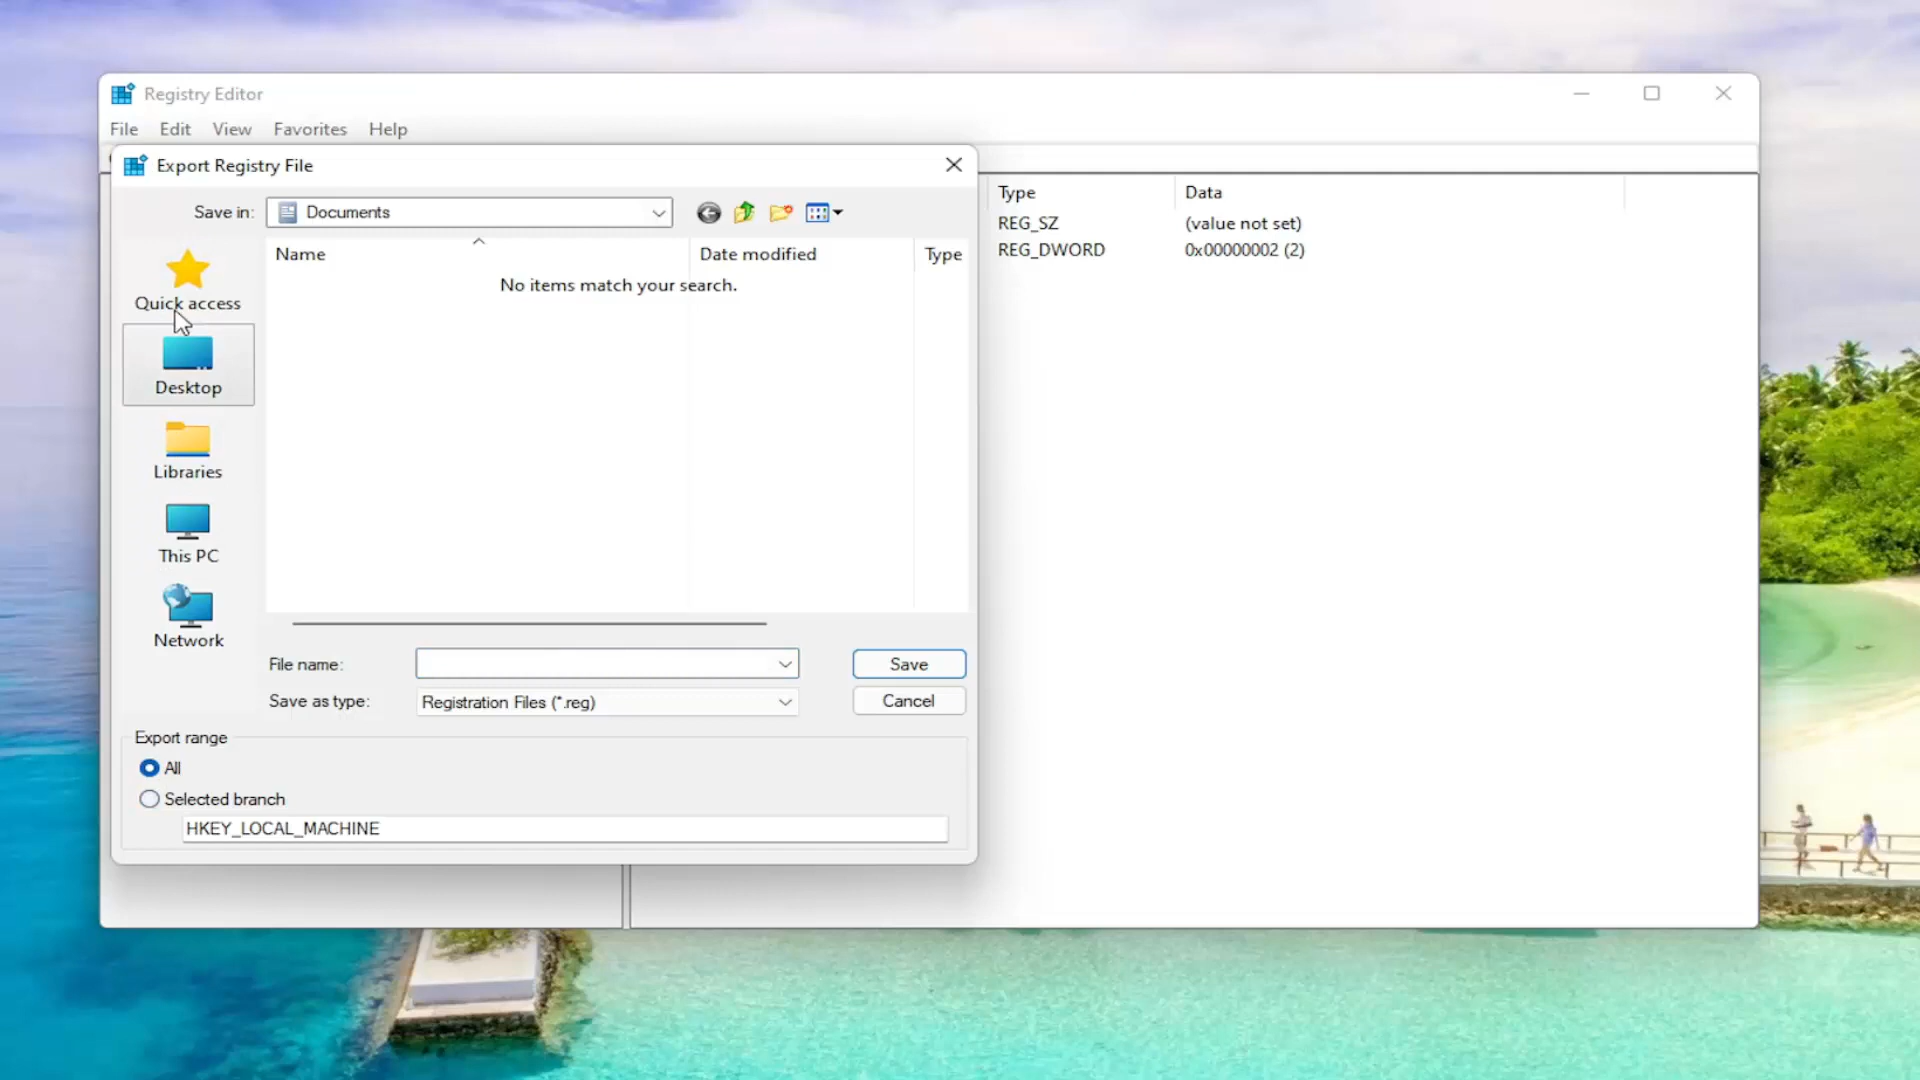 Registry Editor
File Edit View Favorites Help
Export Registry File
Save in: Documents
Type Data
REG_SZ (value not set)
REG_DWORD 0x00000002 (2)
Name Date modified Type
No items match your search.
Quick access
Desktop
Libraries
This PC
Network
File name: Save
Save as type: Registration Files (*.reg) Cancel
Export range
All
Selected branch
HKEY_LOCAL_MACHINE